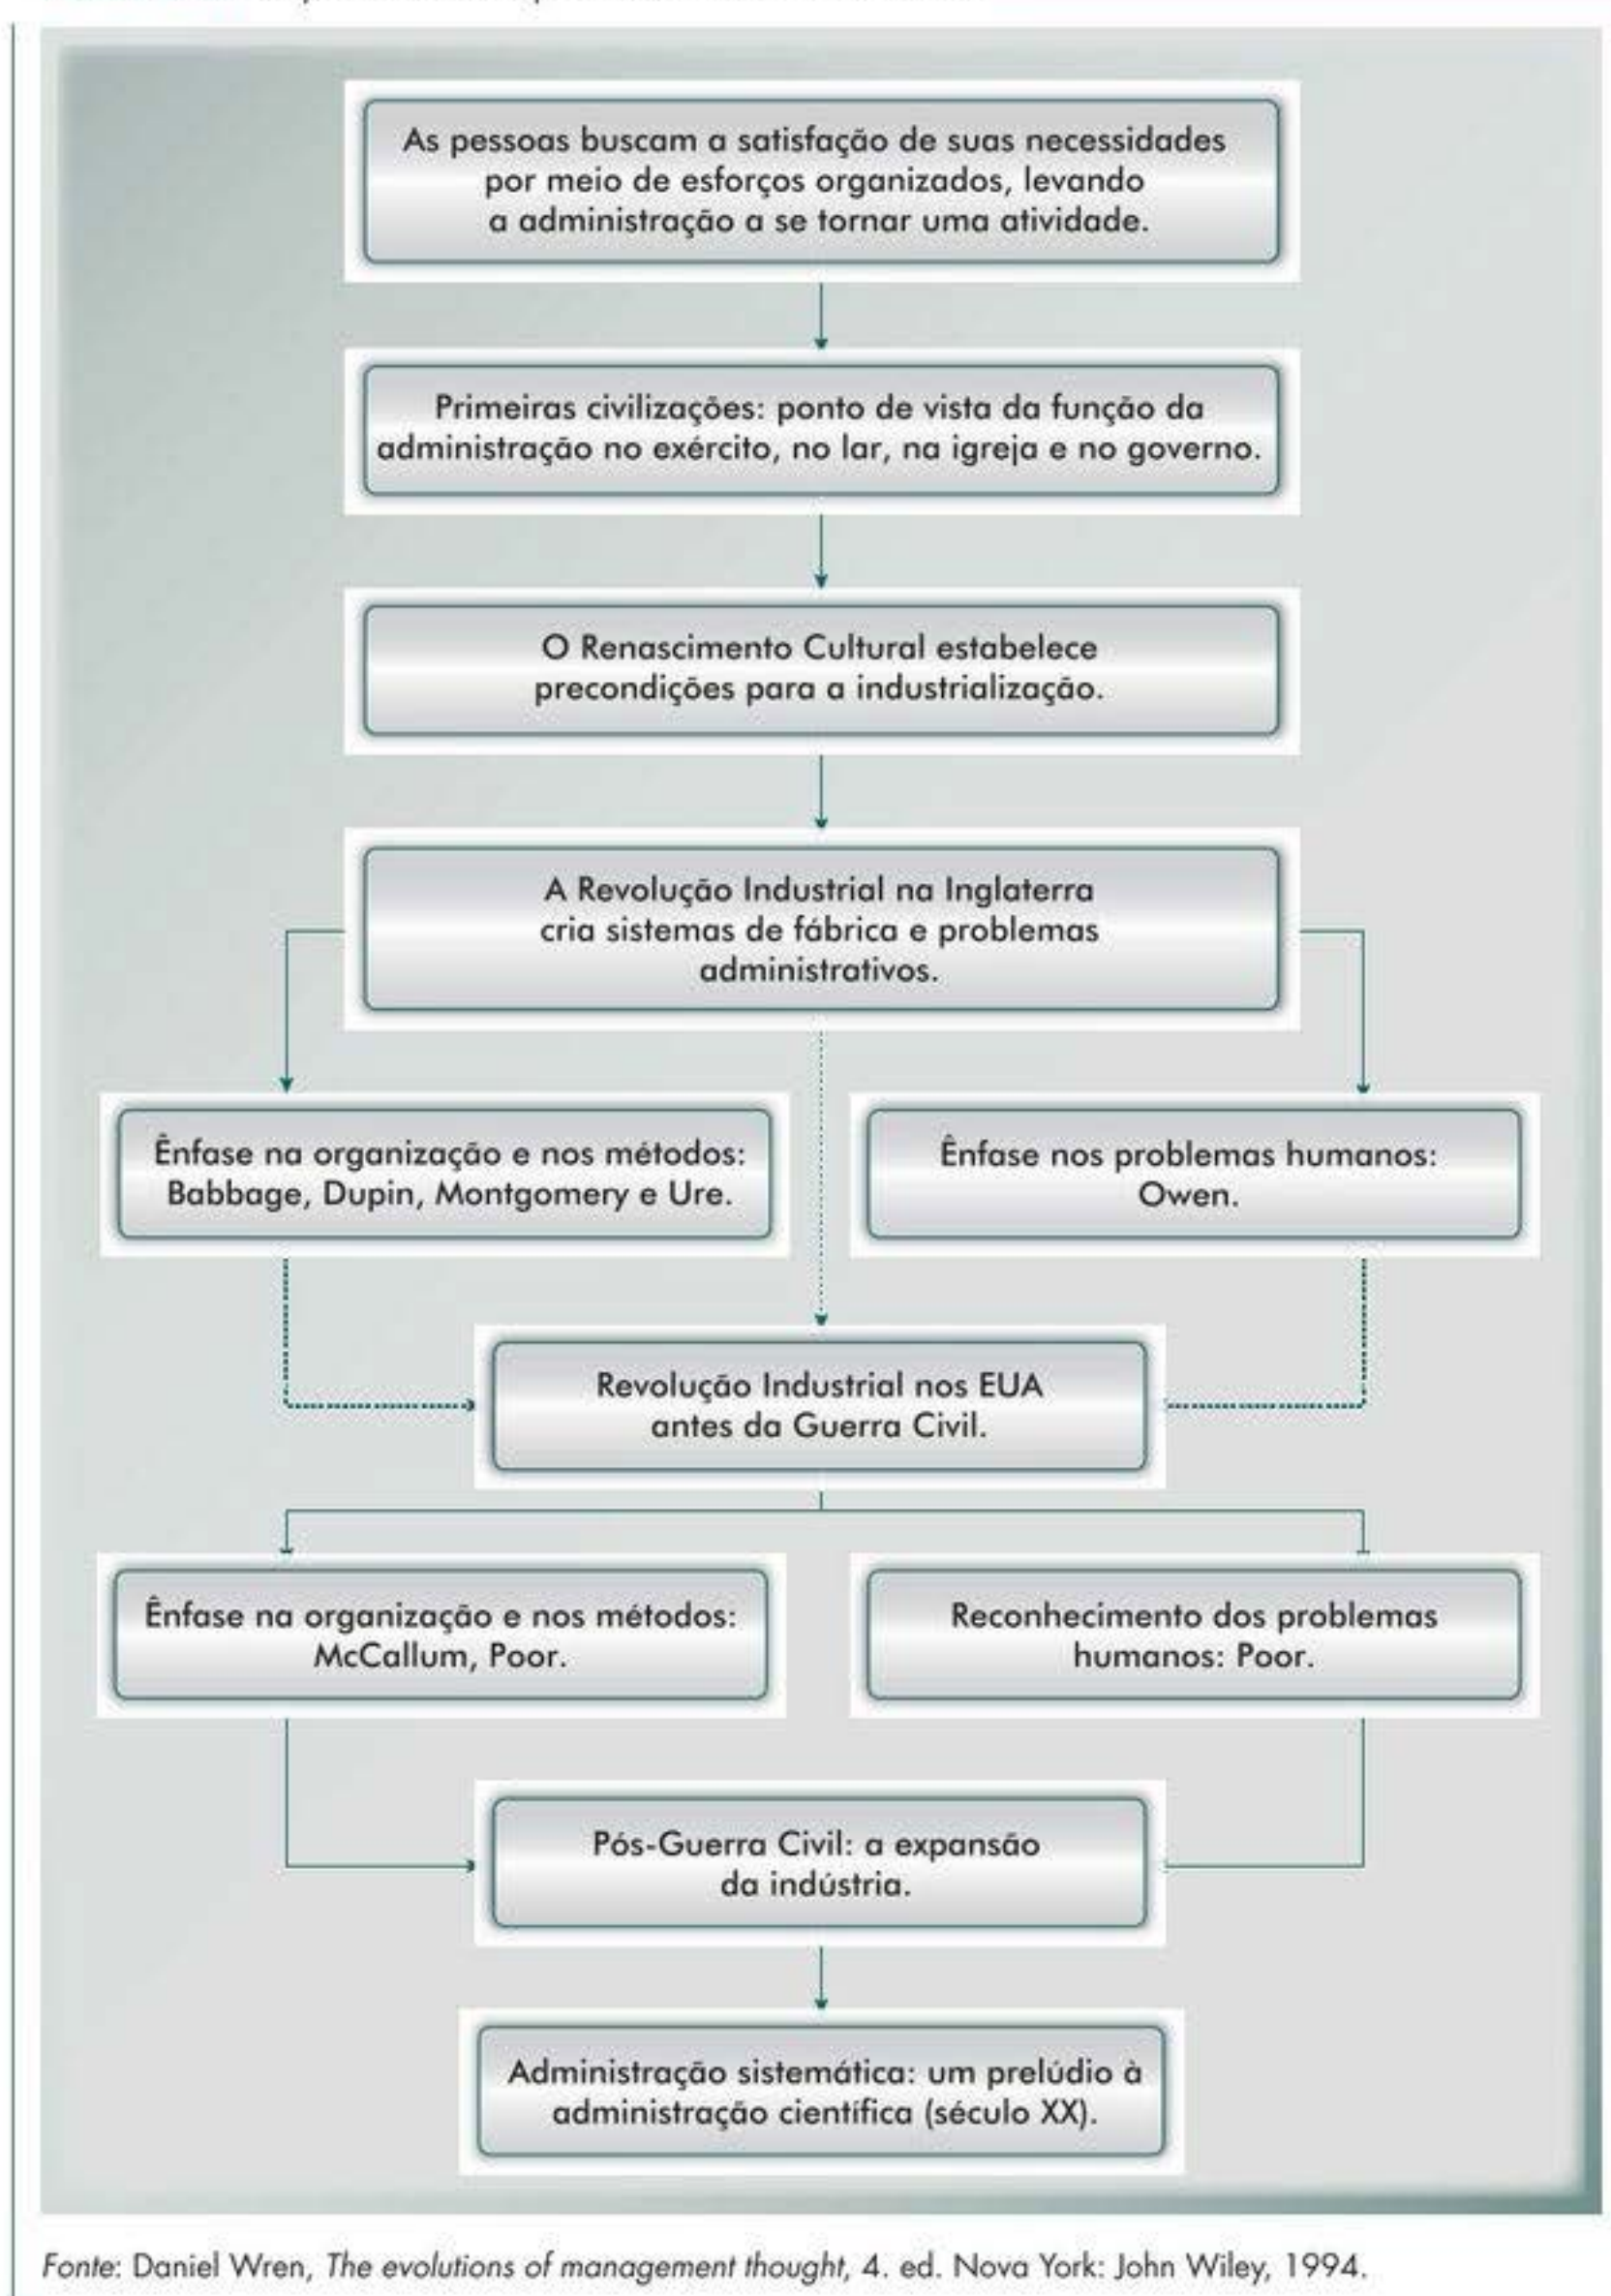 As pessoas buscam a satisfação de suas necessidades
por meio de esforços organizados, levando
a administração a se tornar uma atividade.
Primeiras civilizações: ponto de vista da função da
administração no exército, no lar, na igreja e no governo.
O Renascimento Cultural estabelece
precondições para a industrialização.
A Revolução Industrial na Inglaterra
cria sistemas de fábrica e problemas
administrativos.
Ênfase na organização e nos métodos:
Babbage, Dupin, Montgomery e Ure.
Ênfase nos problemas humanos:
Owen.
Revolução Industrial nos EUA
antes da Guerra Civil.
Ênfase na organização e nos métodos:
McCallum, Poor.
Reconhecimento dos problemas
humanos: Poor.
Pós-Guerra Civil: a expansão
da indústria.
Administração sistemática: um prelúdio à
administração científica (século XX).
Fonte: Daniel Wren, The evolutions of management thought, 4. ed. Nova York: John Wiley, 1994.